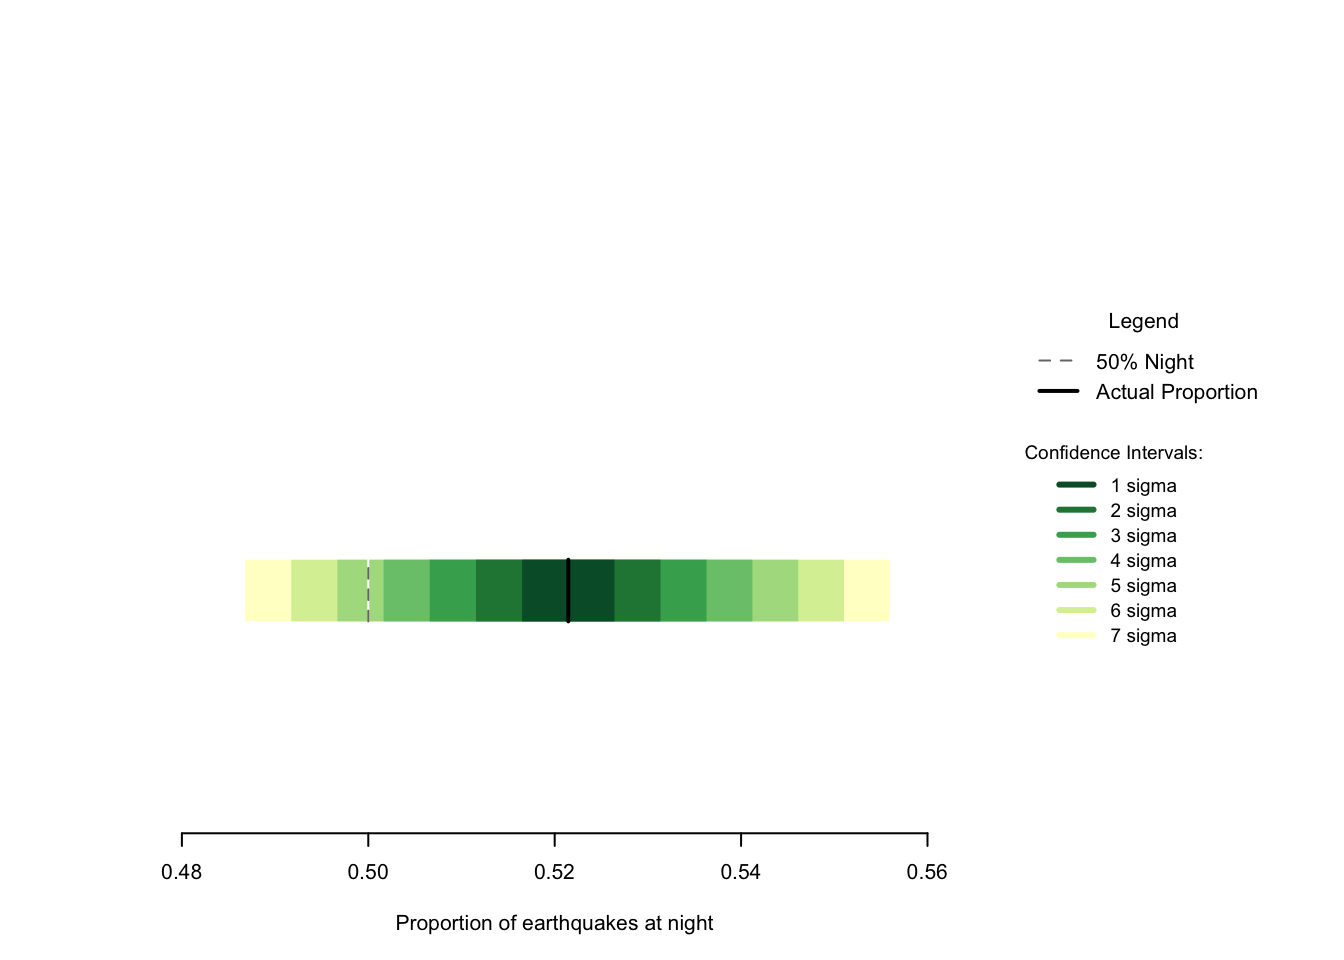 Legend
50% Night
Actual Proportion
Confidence Intervals:
1 sigma
2 sigma
3 sigma
4 sigma
5 sigma
6 sigma
7 sigma
0.48 0.50 0.52 0.54 0.56
Proportion of earthquakes at night